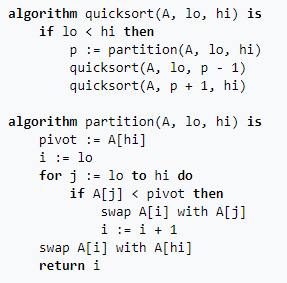 algorithm quicksort(A, lo, hi) is
    if lo < hi then
        p := partition(A, lo, hi)
        quicksort(A, lo, p - 1)
        quicksort(A, p + 1, hi)

algorithm partition(A, lo, hi) is
    pivot := A[hi]
    i := lo
    for j := lo to hi do
        if A[j] < pivot then
            swap A[i] with A[j]
            i := i + 1
    swap A[i] with A[hi]
    return i